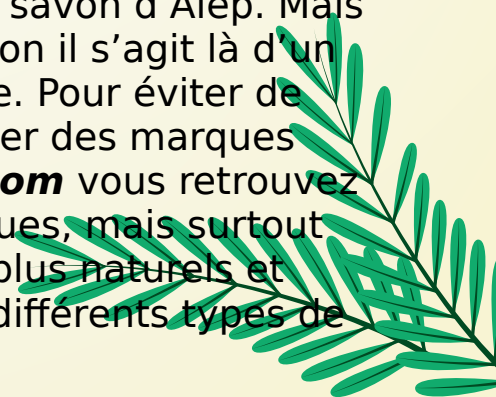 savon d'Alep. Mais
on il s’agit là d’un
e. Pour éviter de
er des marques
om vous retrouvez
ues, mais surtout
plus naturels et
différents types de